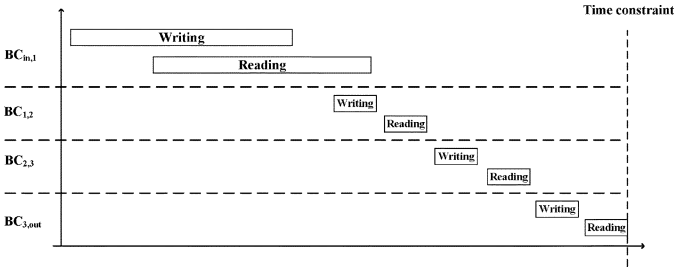 Time constraint
BCin,1
Writing
Reading
BC1,2
Writing
Reading
BC2,3
Writing
Reading
BC3,out
Writing
Reading